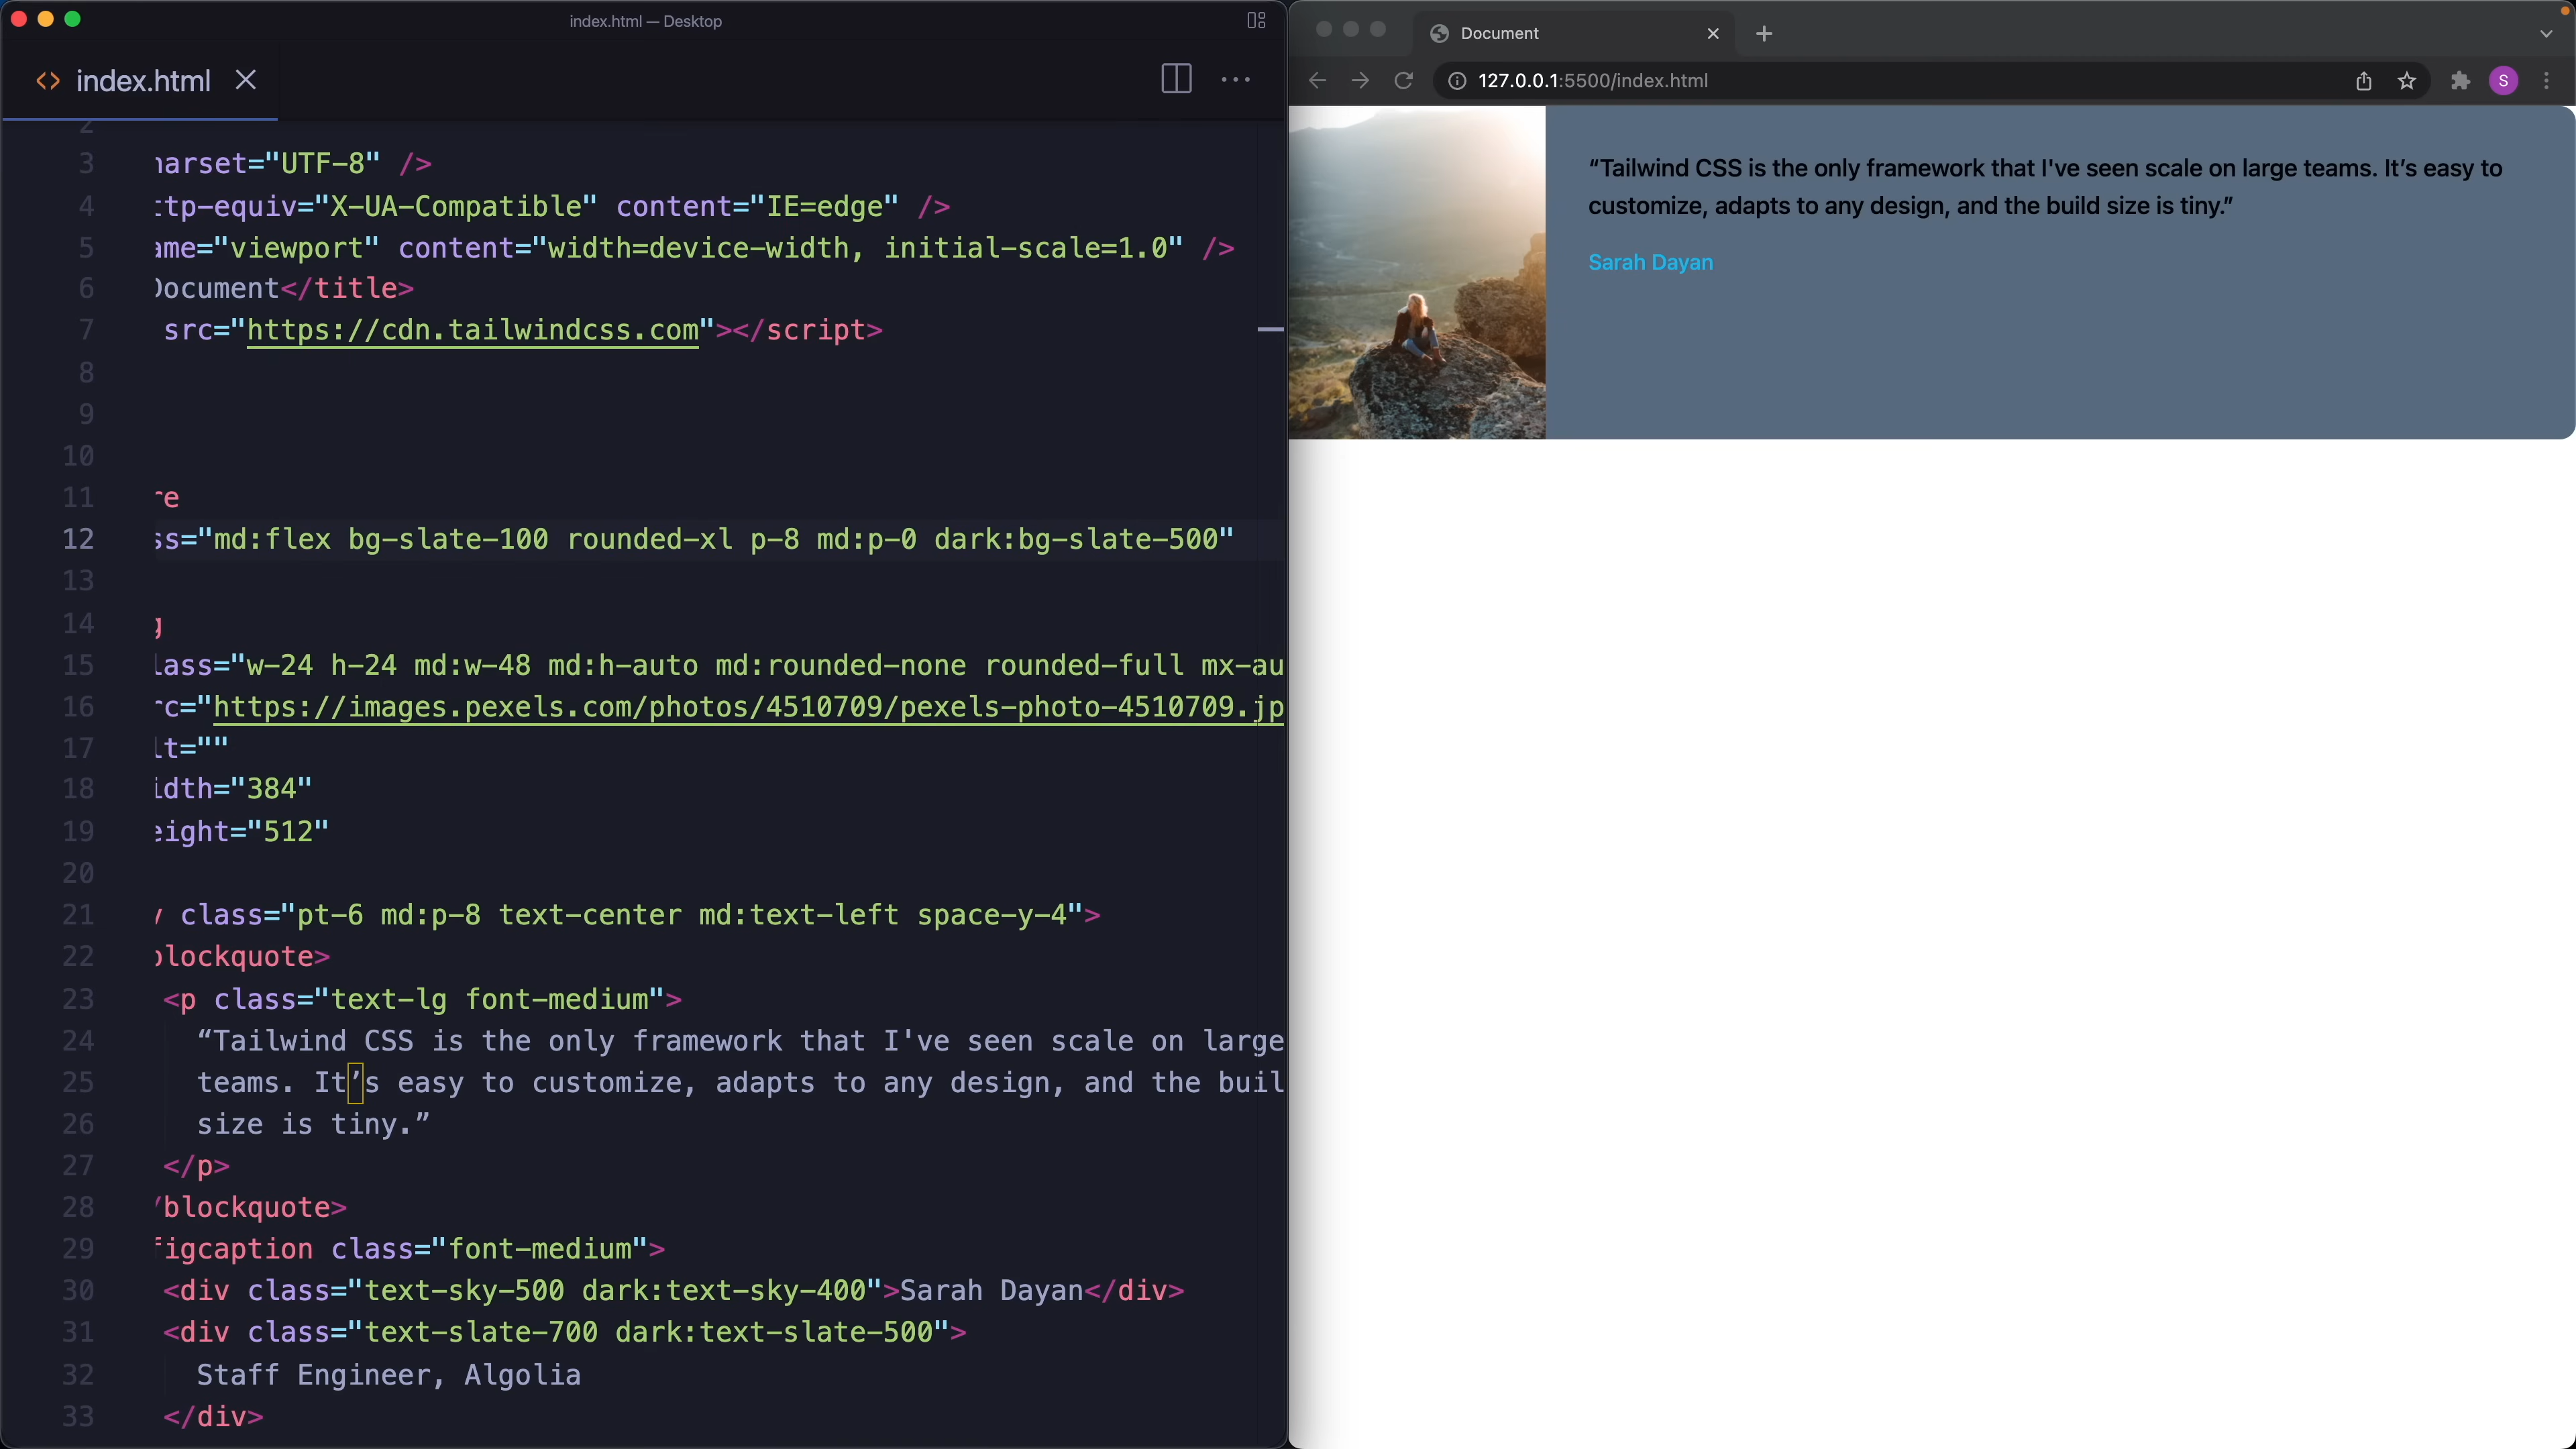 index.html — Desktop
index.html
2
3 harset="UTF-8" />
4 ttp-equiv="X-UA-Compatible" content="IE=edge" />
5 ame="viewport" content="width=device-width, initial-scale=1.0" />
6 Document</title>
7 src="https://cdn.tailwindcss.com"></script>
8
9
10
11 re
12 ss="md:flex bg-slate-100 rounded-xl p-8 md:p-0 dark:bg-slate-500"
13
14 g
15 lass="w-24 h-24 md:w-48 md:h-auto md:rounded-none rounded-full mx-au
16 rc="https://images.pexels.com/photos/4510709/pexels-photo-4510709.jp
17 lt=""
18 idth="384"
19 eight="512"
20
21 v class="pt-6 md:p-8 text-center md:text-left space-y-4">
22 blockquote>
23 <p class="text-lg font-medium">
24 “Tailwind CSS is the only framework that I've seen scale on large
25 teams. It’s easy to customize, adapts to any design, and the buil
26 size is tiny.”
27 </p>
28 /blockquote>
29 figcaption class="font-medium">
30 <div class="text-sky-500 dark:text-sky-400">Sarah Dayan</div>
31 <div class="text-slate-700 dark:text-slate-500">
32 Staff Engineer, Algolia
33 </div>
Document
127.0.0.1:5500/index.html
S
“Tailwind CSS is the only framework that I've seen scale on large teams. It’s easy to
customize, adapts to any design, and the build size is tiny.”
Sarah Dayan